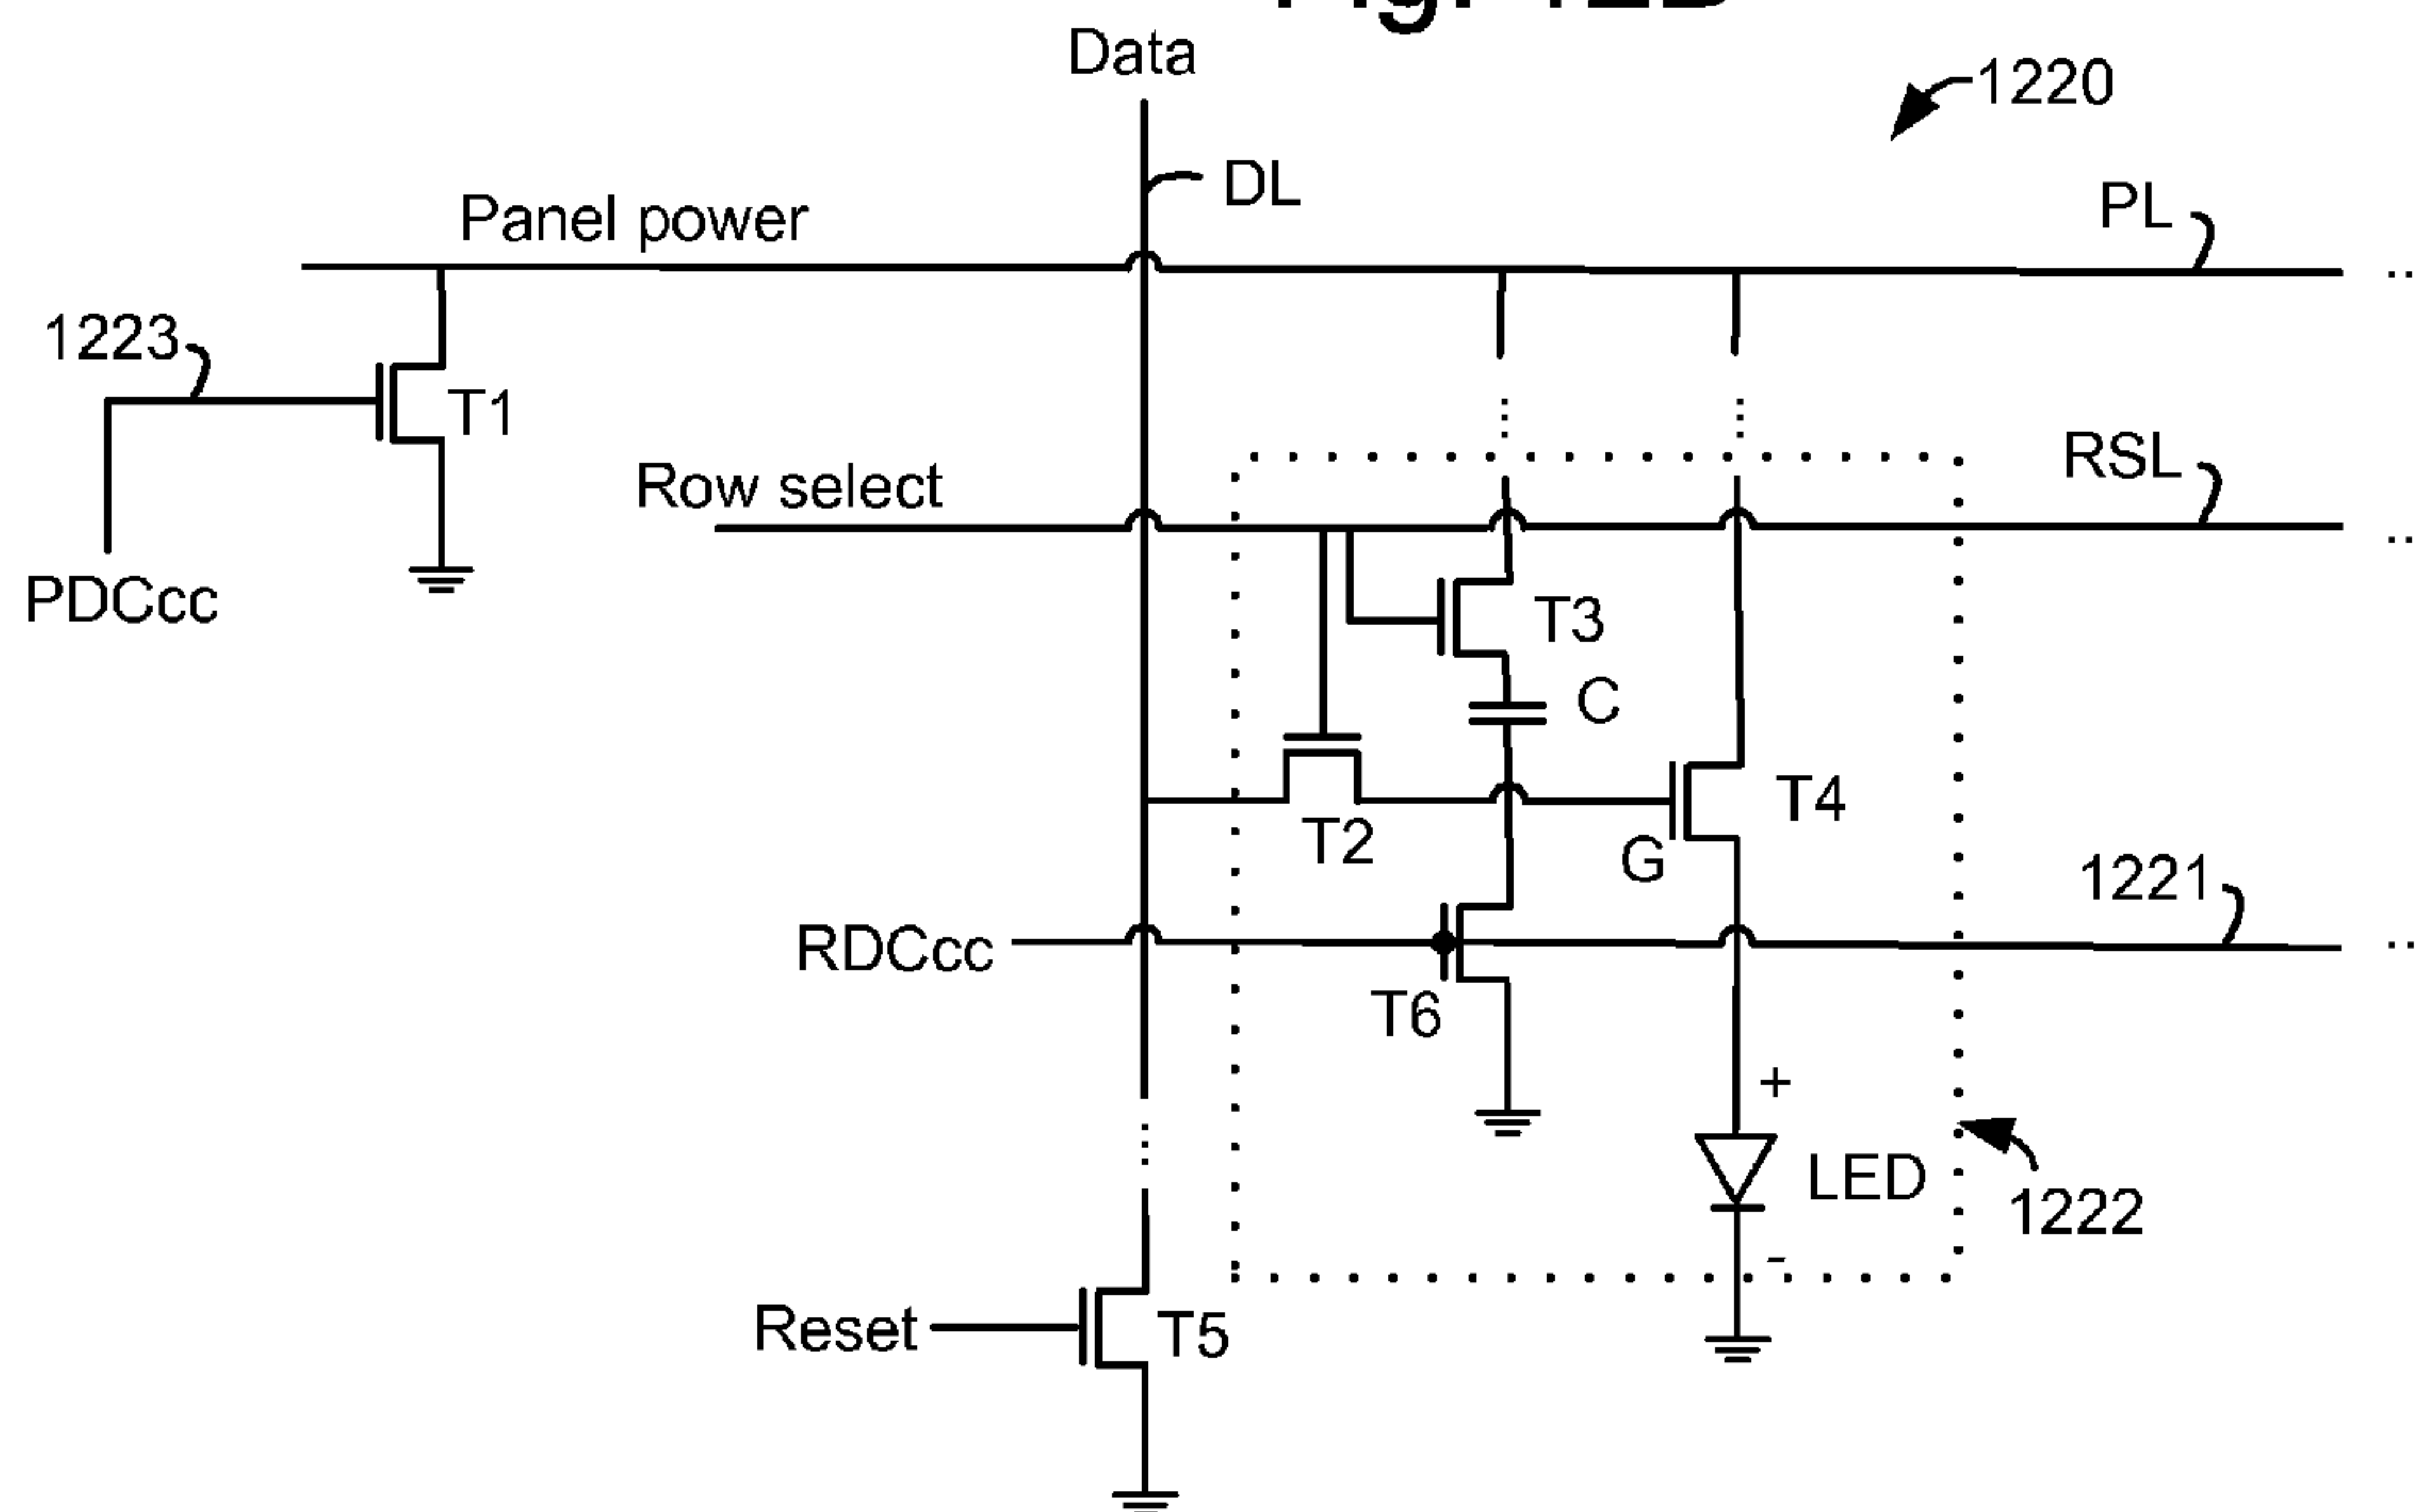 Data
1220
DL
PL
Panel power
1223
T1
RSL
Row select
PDCcc
T3
C
T4
T2
G
1221
RDCcc
T6
+
LED
1222
-
Reset
T5